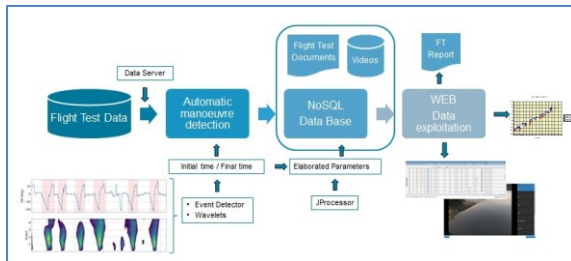 Flight Test
Documents
Videos
FT
Report
Data Server
Flight Test Data
Automatic
manoeuvre
detection
NoSQL
Data Base
WEB
Data
exploitation
Initial time / Final time
Elaborated Parameters
• Event Detector
• Wavelets
JProcessor